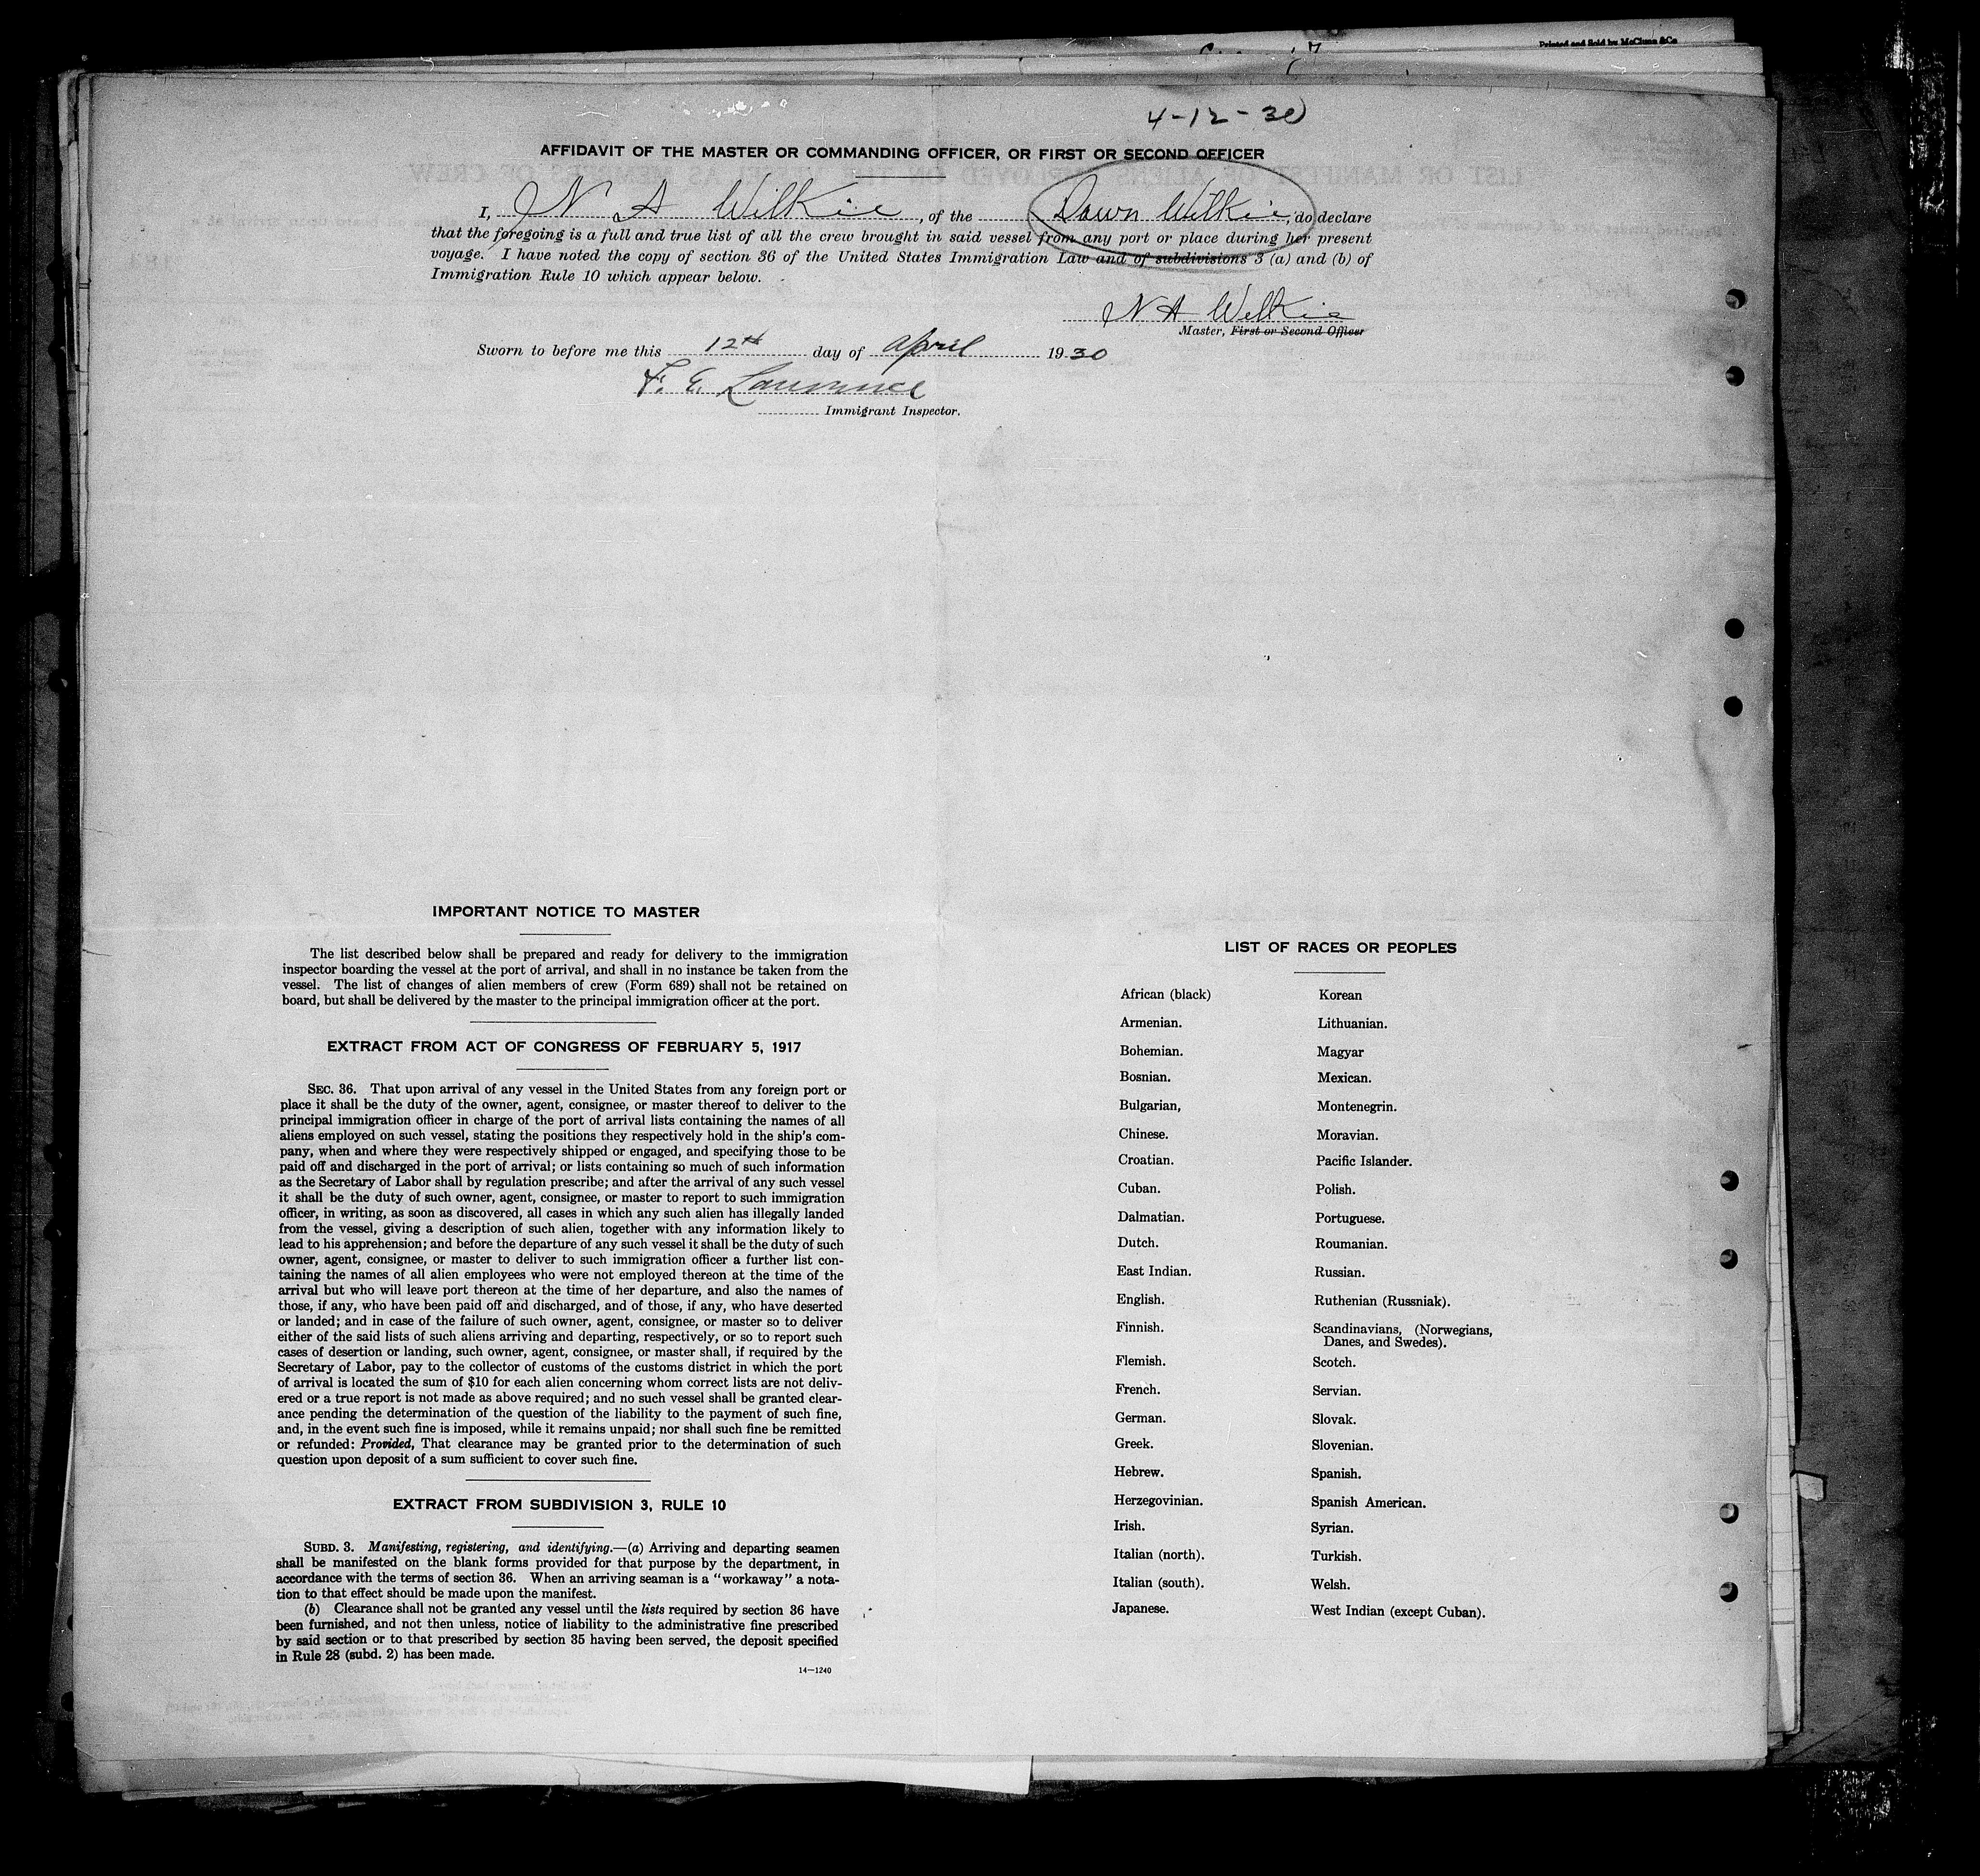 Printed and Sold by McClung & Co
4-12-30
AFFIDAVIT OF THE MASTER OR COMMANDING OFFICER, OR FIRST OR SECOND OFFICER
I, N A Wilkie, of the Dawn Wilkie, do declare
that the foregoing is a full and true list of all the crew brought in said vessel from any port or place during her present
voyage. I have noted the copy of section 36 of the United States Immigration Law and of subdivisions 3 (a) and (b) of
Immigration Rule 10 which appear below.
N A Wilkie
Master, First or Second Officer
Sworn to before me this 12th day of April 1930
F. E. Lawrence
Immigrant Inspector.
IMPORTANT NOTICE TO MASTER
The list described below shall be prepared and ready for delivery to the immigration
inspector boarding the vessel at the port of arrival, and shall in no instance be taken from the
vessel. The list of changes of alien members of crew (Form 689) shall not be retained on
board, but shall be delivered by the master to the principal immigration officer at the port.
EXTRACT FROM ACT OF CONGRESS OF FEBRUARY 5, 1917
SEC. 36. That upon arrival of any vessel in the United States from any foreign port or
place it shall be the duty of the owner, agent, consignee, or master thereof to deliver to the
principal immigration officer in charge of the port of arrival lists containing the names of all
aliens employed on such vessel, stating the positions they respectively hold in the ship's com-
pany, when and where they were respectively shipped or engaged, and specifying those to be
paid off and discharged in the port of arrival; or lists containing so much of such information
as the Secretary of Labor shall by regulation prescribe; and after the arrival of any such vessel
it shall be the duty of such owner, agent, consignee, or master to report to such immigration
officer, in writing, as soon as discovered, all cases in which any such alien has illegally landed
from the vessel, giving a description of such alien, together with any information likely to
lead to his apprehension; and before the departure of any such vessel it shall be the duty of such
owner, agent, consignee, or master to deliver to such immigration officer a further list con-
taining the names of all alien employees who were not employed thereon at the time of the
arrival but who will leave port thereon at the time of her departure, and also the names of
those, if any, who have been paid off and discharged, and of those, if any, who have deserted
or landed; and in case of the failure of such owner, agent, consignee, or master so to deliver
either of the said lists of such aliens arriving and departing, respectively, or so to report such
cases of desertion or landing, such owner, agent, consignee, or master shall, if required by the
Secretary of Labor, pay to the collector of customs of the customs district in which the port
of arrival is located the sum of $10 for each alien concerning whom correct lists are not deliv-
ered or a true report is not made as above required; and no such vessel shall be granted clear-
ance pending the determination of the question of the liability to the payment of such fine,
and, in the event such fine is imposed, while it remains unpaid; nor shall such fine be remitted
or refunded: Provided, That clearance may be granted prior to the determination of such
question upon deposit of a sum sufficient to cover such fine.
EXTRACT FROM SUBDIVISION 3, RULE 10
SUBD. 3. Manifesting, registering, and identifying.—(a) Arriving and departing seamen
shall be manifested on the blank forms provided for that purpose by the department, in
accordance with the terms of section 36. When an arriving seaman is a "workaway" a nota-
tion to that effect should be made upon the manifest.
(b) Clearance shall not be granted any vessel until the lists required by section 36 have
been furnished, and not then unless, notice of liability to the administrative fine prescribed
by said section or to that prescribed by section 35 having been served, the deposit specified
in Rule 28 (subd. 2) has been made.
14—1240
LIST OF RACES OR PEOPLES
African (black) Korean
Armenian. Lithuanian.
Bohemian. Magyar
Bosnian. Mexican.
Bulgarian, Montenegrin.
Chinese. Moravian.
Croatian. Pacific Islander.
Cuban. Polish.
Dalmatian. Portuguese.
Dutch. Roumanian.
East Indian. Russian.
English. Ruthenian (Russniak).
Finnish. Scandinavians, (Norwegians,
Danes, and Swedes).
Flemish. Scotch.
French. Servian.
German. Slovak.
Greek. Slovenian.
Hebrew. Spanish.
Herzegovinian. Spanish American.
Irish. Syrian.
Italian (north). Turkish.
Italian (south). Welsh.
Japanese. West Indian (except Cuban).